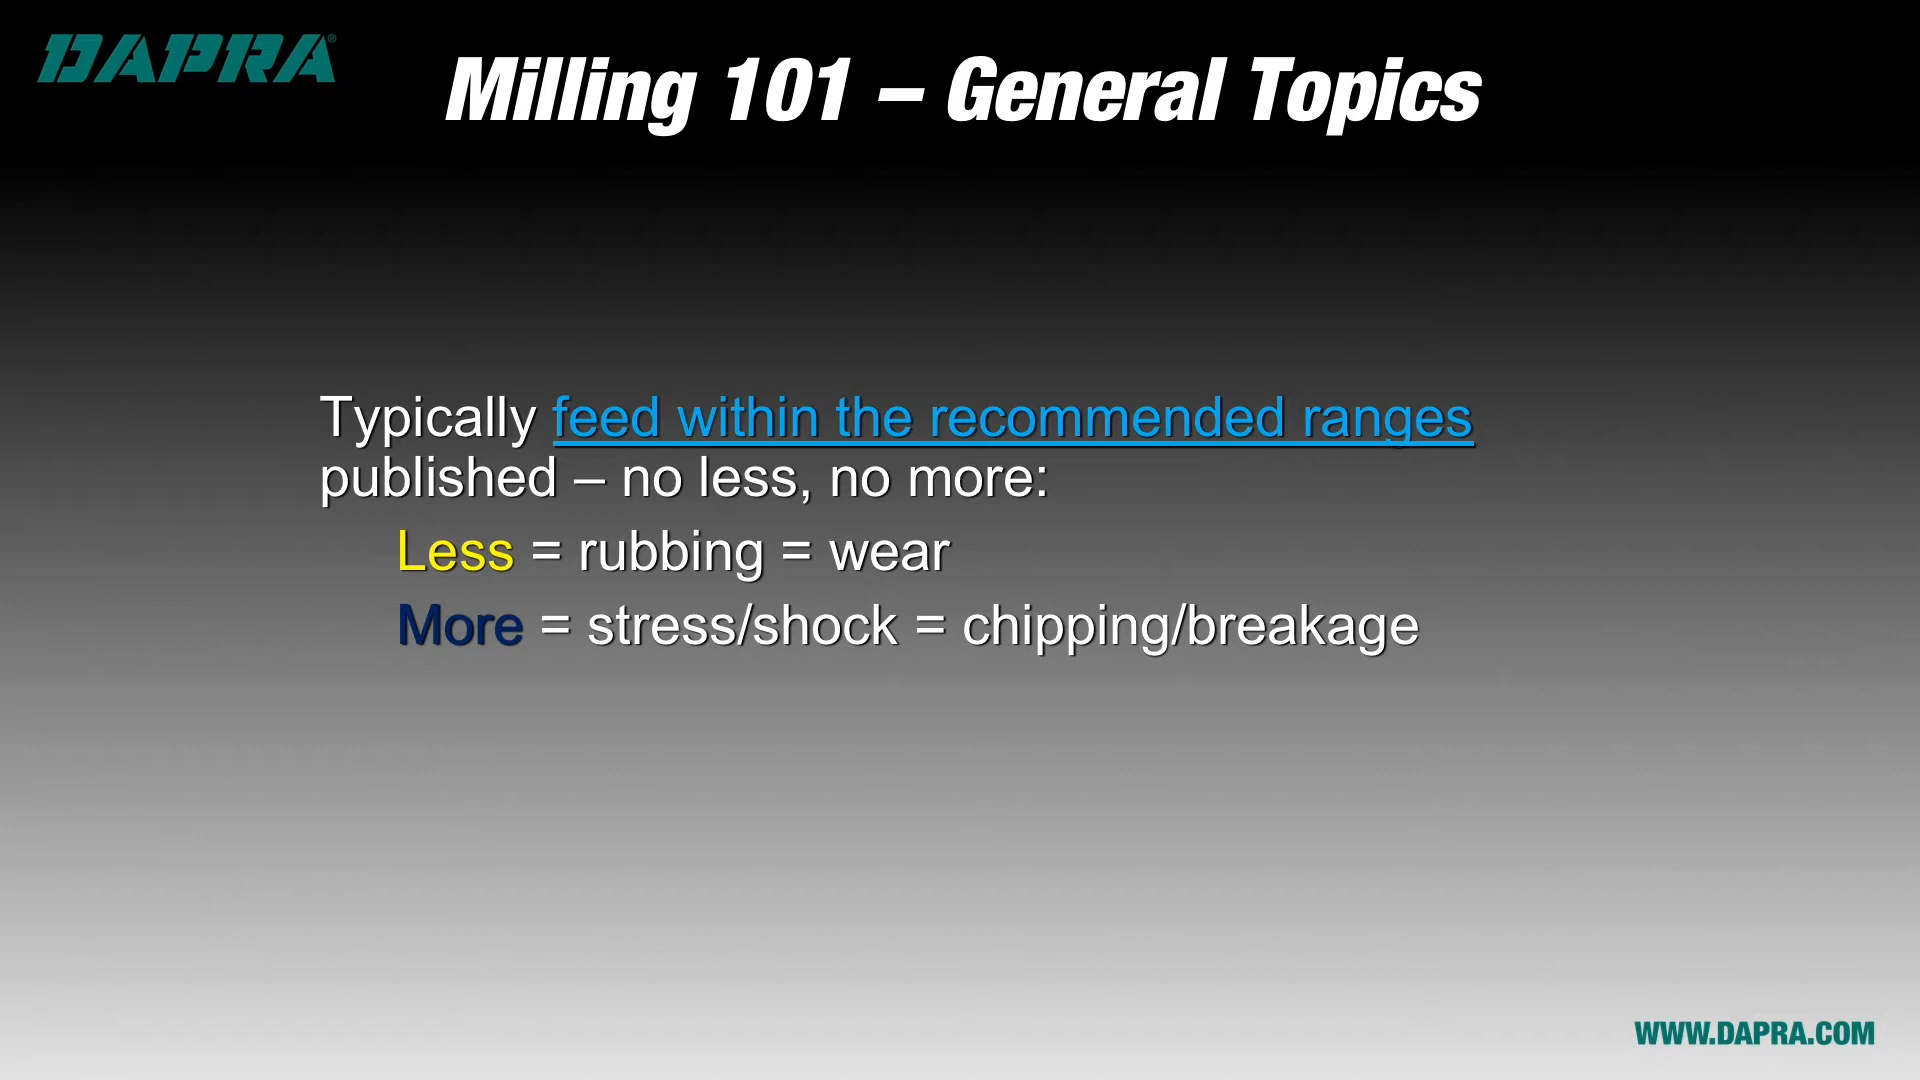 DAPRA®
Milling 101 – General Topics
Typically feed within the recommended ranges
published – no less, no more:
Less = rubbing = wear
More = stress/shock = chipping/breakage
WWW.DAPRA.COM